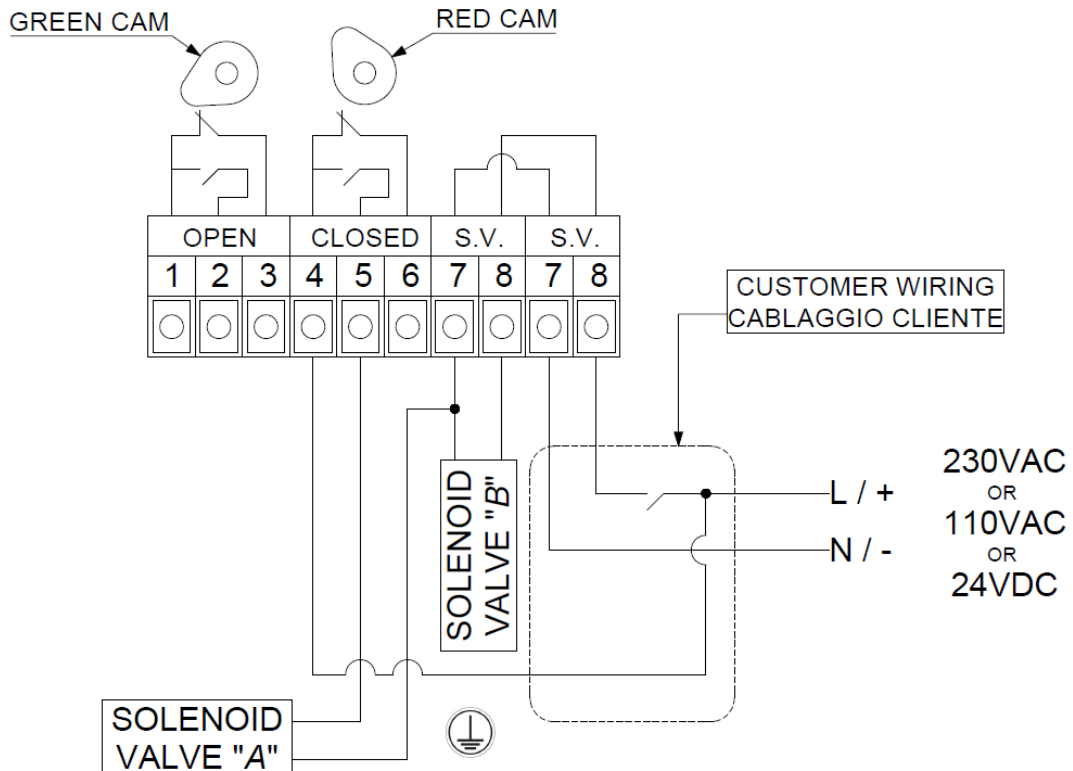 GREEN CAM
RED CAM
OPEN CLOSED S.V. S.V.
1 2 3 4 5 6 7 8 7 8
CUSTOMER WIRING
CABLAGGIO CLIENTE
SOLENOID
VALVE "B"
L / +
N / -
230VAC
OR
110VAC
OR
24VDC
SOLENOID
VALVE "A"